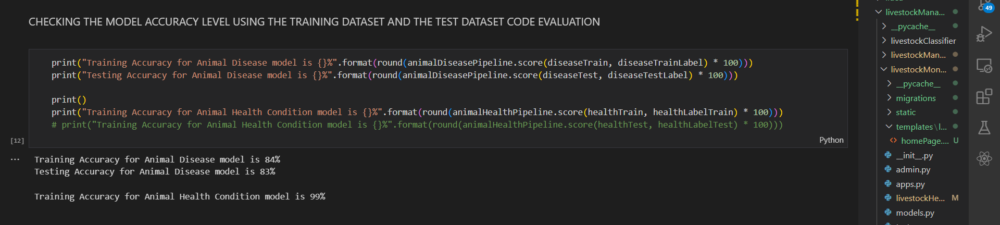 CHECKING THE MODEL ACCURACY LEVEL USING THE TRAINING DATASET AND THE TEST DATASET CODE EVALUATION
print("Training Accuracy for Animal Disease model is {}%".format(round(animalDiseasePipeline.score(diseaseTrain, diseaseTrainLabel) * 100)))
print("Testing Accuracy for Animal Disease model is {}%".format(round(animalDiseasePipeline.score(diseaseTest, diseaseTestLabel) * 100)))
print()
print("Training Accuracy for Animal Health Condition model is {}%".format(round(animalHealthPipeline.score(healthTrain, healthLabelTrain) * 100)))
# print("Training Accuracy for Animal Health Condition model is {}%".format(round(animalHealthPipeline.score(healthTest, healthLabelTest) * 100)))
[12]
Python
...
Training Accuracy for Animal Disease model is 84%
Testing Accuracy for Animal Disease model is 83%
Training Accuracy for Animal Health Condition model is 99%
livestockMana...
__pycache__
livestockClassifier
livestockMan...
livestockMon...
__pycache__
migrations
static
templates\l...
homePage.... U
__init__.py
admin.py
apps.py
livestockHe... M
models.py
49